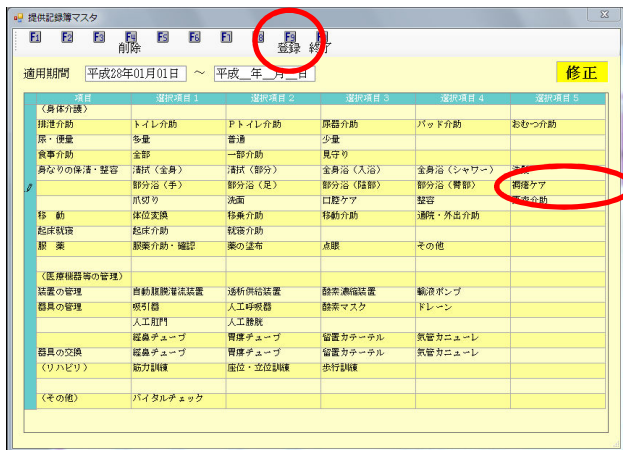 提供記録簿マスタ
F1 F2 F3 F4 F5 F6 F7 F8 F9
削除 登録 終了
適用期間 平成28年01月01日 ～ 平成__年__月__日 修正
項目 選択項目1 選択項目2 選択項目3 選択項目4 選択項目5
(身体介護)
排泄介助 トイレ介助 Pトイレ介助 尿器介助 パッド介助 おむつ介助
尿・便量 多量 普通 少量
食事介助 全部 一部介助 見守り
身なりの保清・整容 清拭(全身) 清拭(部分) 全身浴(入浴) 全身浴(シャワー)
部分浴(手) 部分浴(足) 部分浴(陰部) 部分浴(臀部) 褥瘡ケア
爪切り 洗面 口腔ケア 整容 更衣介助
移 動 体位変換 移乗介助 移動介助 通院・外出介助
起床就寝 起床介助 就寝介助
服 薬 服薬介助・確認 薬の塗布 点眼 その他
(医療機器等の管理)
装置の管理 自動腹膜灌流装置 透析供給装置 酸素濃縮装置 輸液ポンプ
器具の管理 吸引器 人工呼吸器 酸素マスク ドレーン
人工肛門 人工膀胱
経鼻チューブ 胃瘻チューブ 留置カテーテル 気管カニューレ
器具の交換 経鼻チューブ 胃瘻チューブ 留置カテーテル 気管カニューレ
(リハビリ) 筋力訓練 座位・立位訓練 歩行訓練
(その他) バイタルチェック